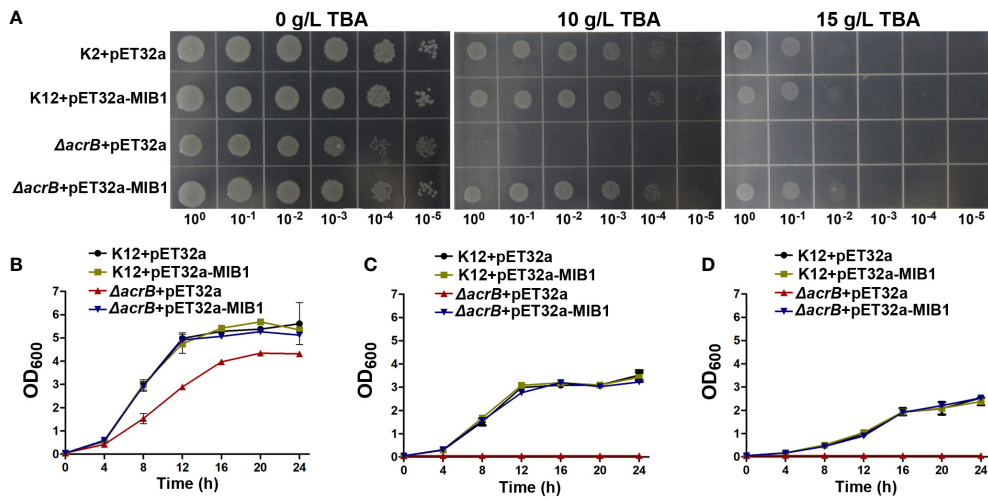 A
0 g/L TBA
10 g/L TBA
15 g/L TBA
K2+pET32a
K12+pET32a-MIB1
ΔacrB+pET32a
ΔacrB+pET32a-MIB1
10⁰ 10⁻¹ 10⁻² 10⁻³ 10⁻⁴ 10⁻⁵
10⁰ 10⁻¹ 10⁻² 10⁻³ 10⁻⁴ 10⁻⁵
10⁰ 10⁻¹ 10⁻² 10⁻³ 10⁻⁴ 10⁻⁵
B
K12+pET32a
K12+pET32a-MIB1
ΔacrB+pET32a
ΔacrB+pET32a-MIB1
OD₆₀₀
7
6
5
4
3
2
1
0
0 4 8 12 16 20 24
Time (h)
C
K12+pET32a
K12+pET32a-MIB1
ΔacrB+pET32a
ΔacrB+pET32a-MIB1
OD₆₀₀
7
6
5
4
3
2
1
0
0 4 8 12 16 20 24
Time (h)
D
K12+pET32a
K12+pET32a-MIB1
ΔacrB+pET32a
ΔacrB+pET32a-MIB1
OD₆₀₀
7
6
5
4
3
2
1
0
0 4 8 12 16 20 24
Time (h)